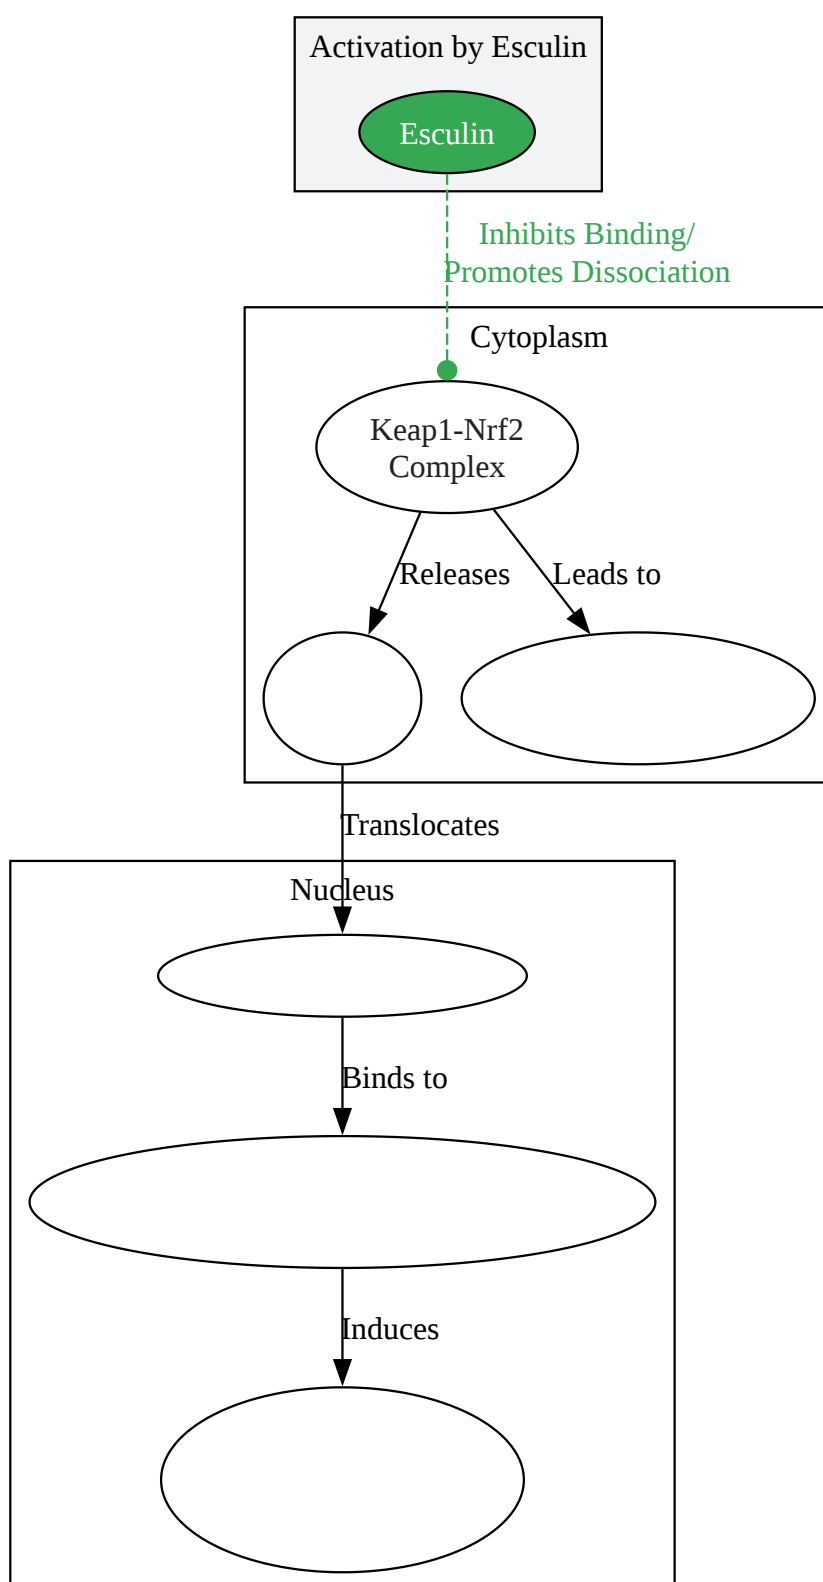 Activation by Esculin
Esculin
Inhibits Binding/
Promotes Dissociation
Cytoplasm
Keap1-Nrf2
Complex
Releases
Leads to
Translocates
Nucleus
Binds to
Induces